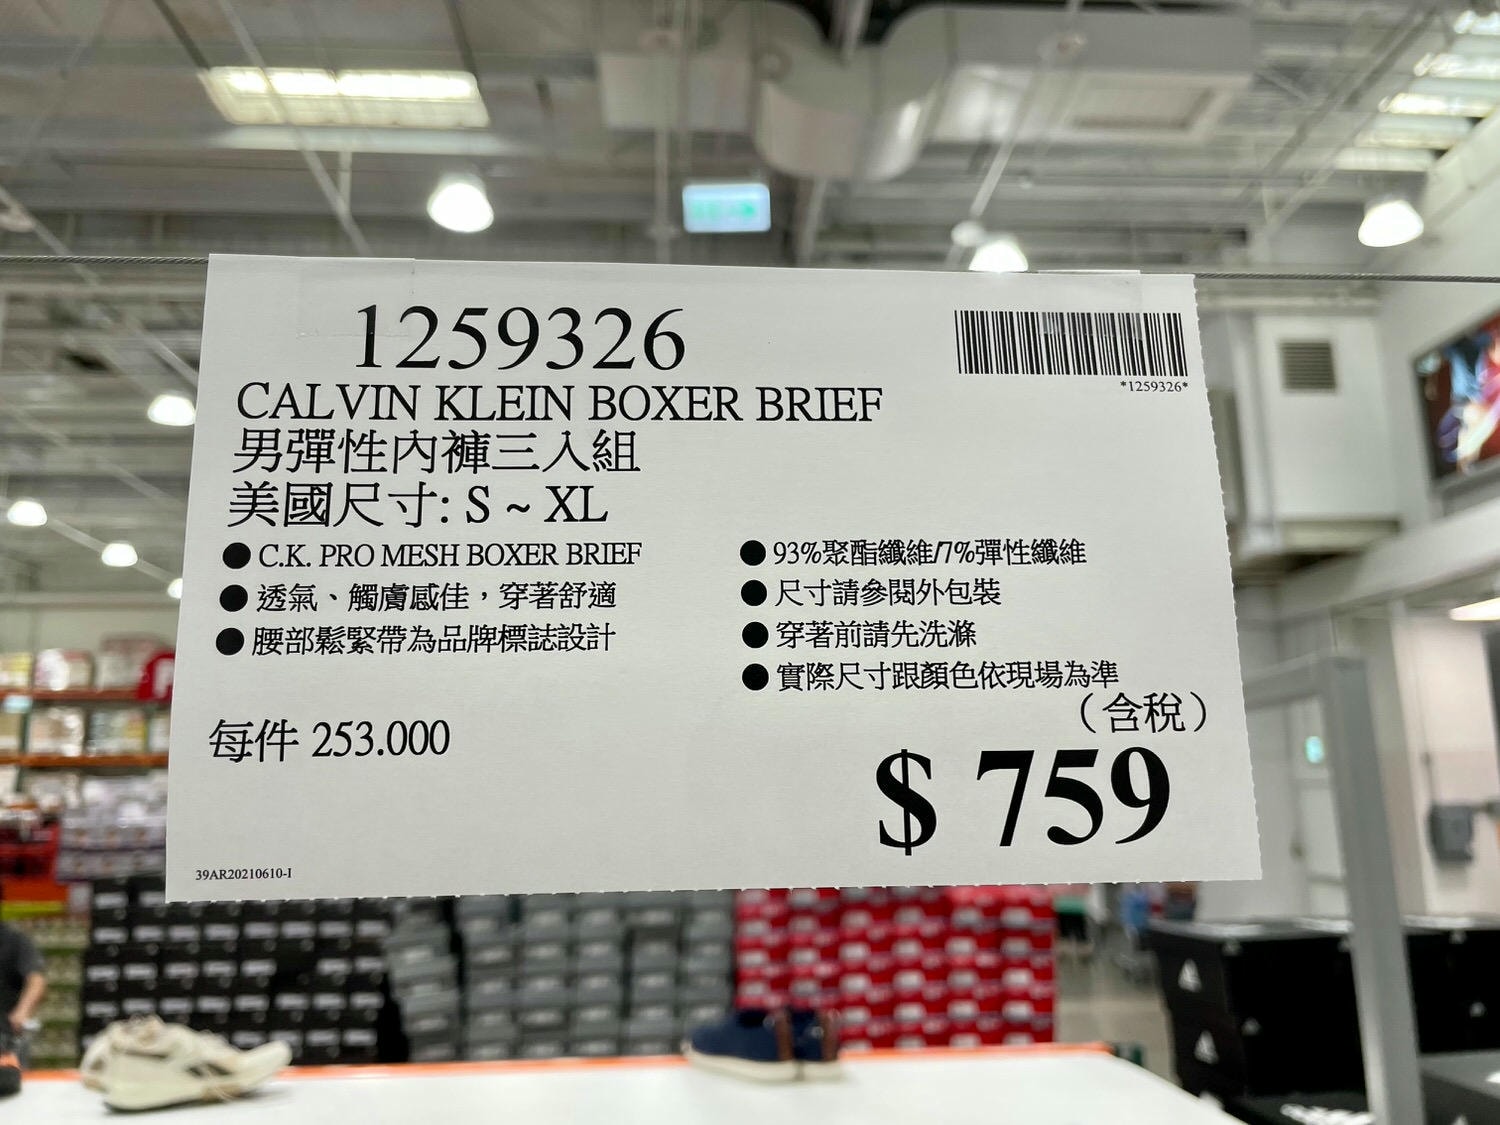 1259326
*1259326*
CALVIN KLEIN BOXER BRIEF
男彈性內褲三入組
美國尺寸: S ~ XL
● C.K. PRO MESH BOXER BRIEF
● 透氣、觸膚感佳，穿著舒適
● 腰部鬆緊帶為品牌標誌設計
● 93%聚酯纖維/7%彈性纖維
● 尺寸請參閱外包裝
● 穿著前請先洗滌
● 實際尺寸跟顏色依現場為準
（含稅）
每件 253.000
$ 759
39AR20210610-I